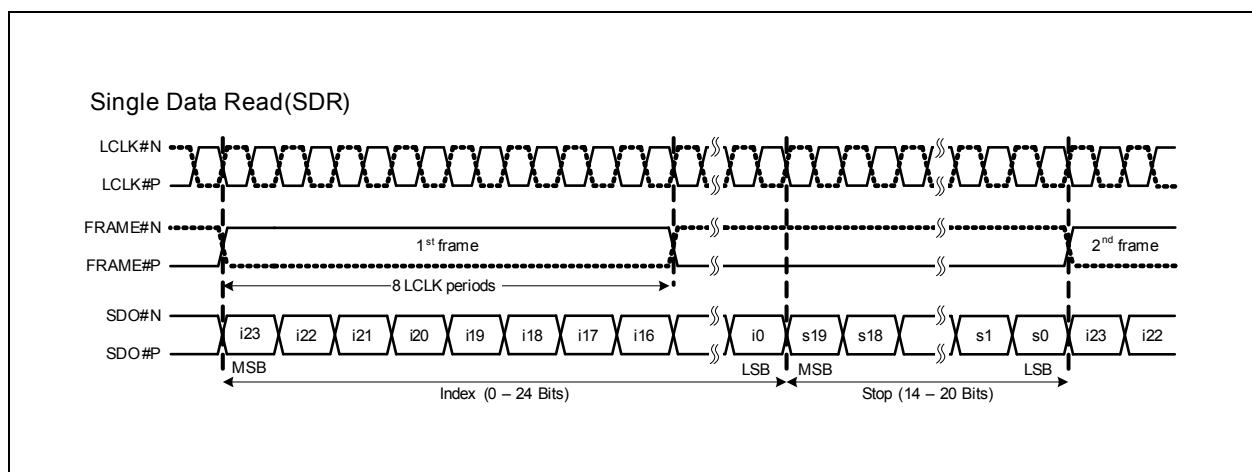 Single Data Read(SDR)
LCLK#N
LCLK#P
FRAME#N
1st frame
2nd frame
FRAME#P
8 LCLK periods
SDO#N
i23 i22 i21 i20 i19 i18 i17 i16 i0 s19 s18 s1 s0 i23 i22
SDO#P
MSB LSB MSB LSB
Index (0 – 24 Bits) Stop (14 – 20 Bits)